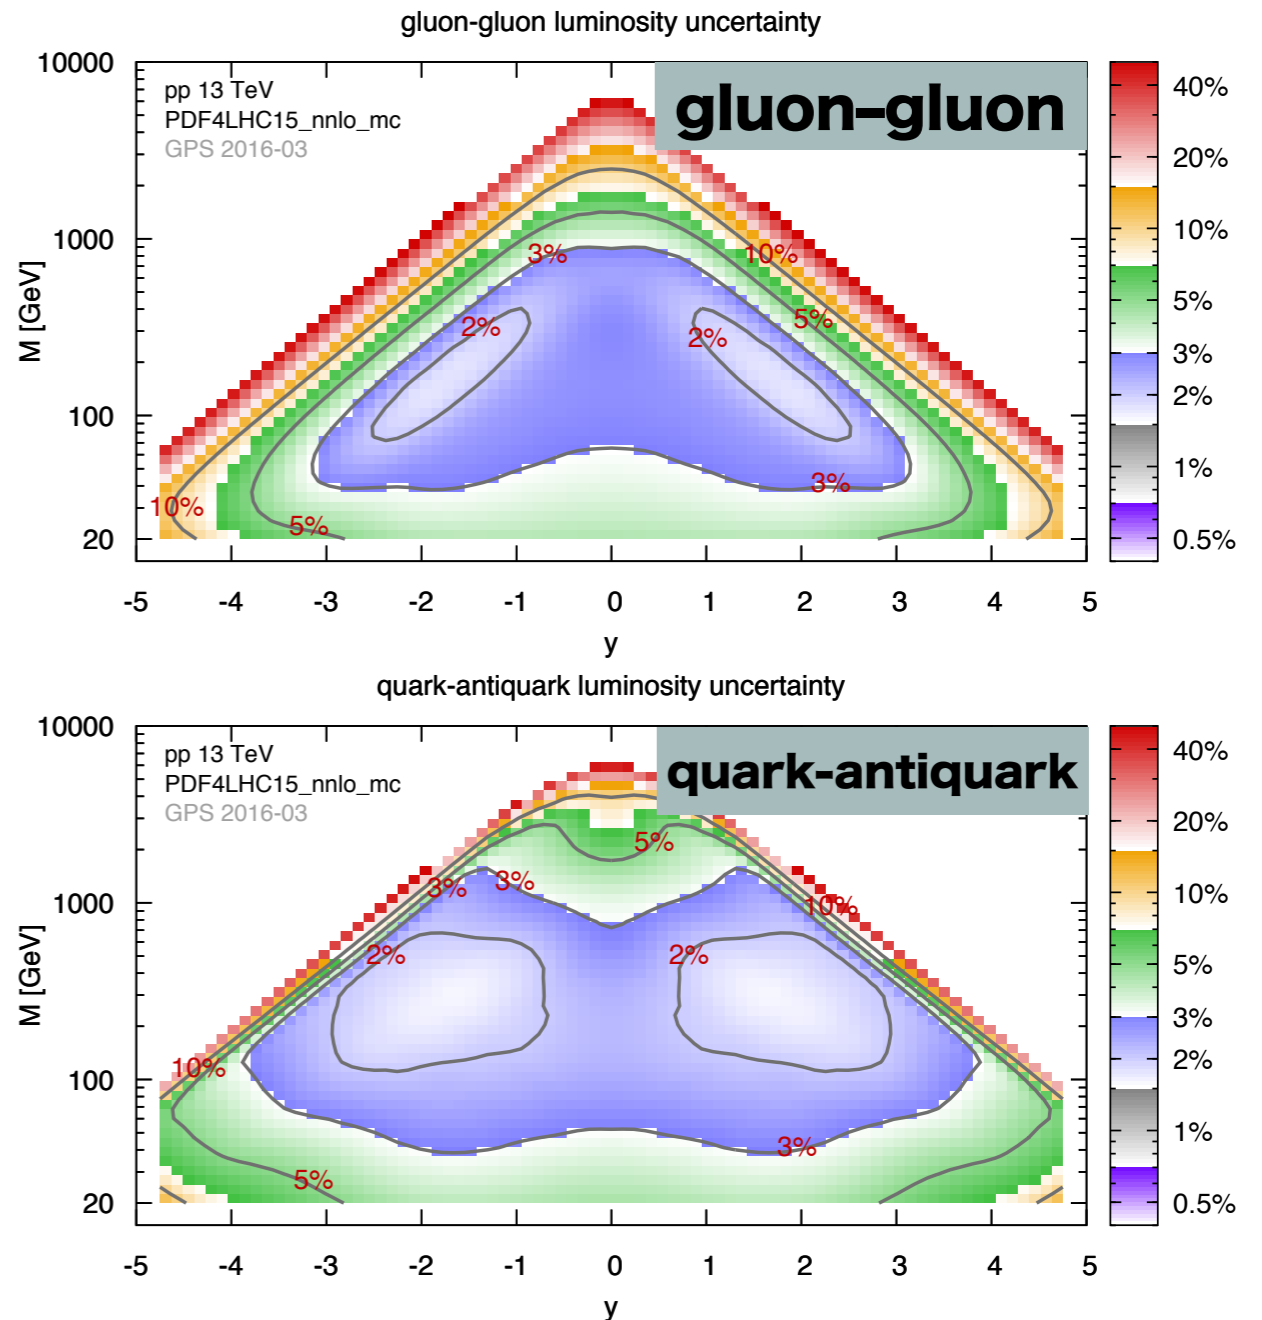 gluon-gluon luminosity uncertainty
10000
pp 13 TeV
PDF4LHC15_nnlo_mc
GPS 2016-03
gluon–gluon
40%
20%
10%
5%
3%
2%
1%
0.5%
1000
100
20
M [GeV]
3%
10%
2%
2%
5%
10%
5%
3%
-5 -4 -3 -2 -1 0 1 2 3 4 5
y
quark-antiquark luminosity uncertainty
10000
pp 13 TeV
PDF4LHC15_nnlo_mc
GPS 2016-03
quark-antiquark
40%
20%
10%
5%
3%
2%
1%
0.5%
1000
100
20
M [GeV]
5%
3%
3%
10%
2%
2%
10%
3%
5%
-5 -4 -3 -2 -1 0 1 2 3 4 5
y